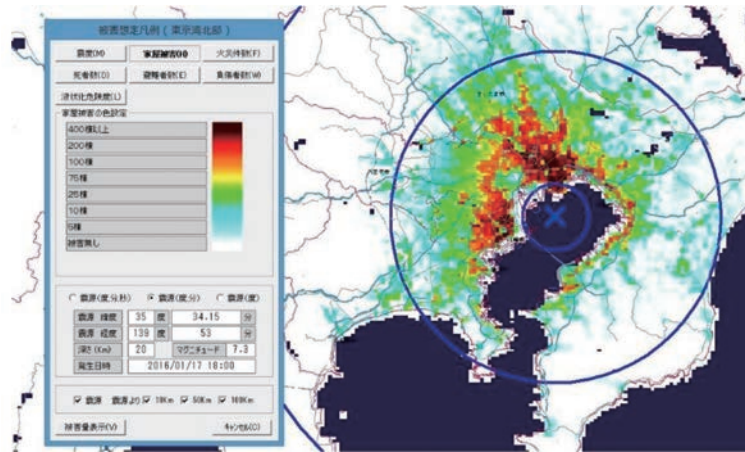 被害想定凡例(東京湾北部)
震度(M) 家屋被害(H) 火災件数(F)
死者数(D) 避難者数(E) 負傷者数(W)
液状化危険度(L)
家屋被害の色設定
400棟以上
200棟
100棟
75棟
25棟
10棟
5棟
被害無し
震源(度,分,秒) 震源(度,分) 震源(度)
震源 緯度 35 度 34.15 分
震源 経度 139 度 53 分
深さ(Km) 20 マグニチュード 7.3
発生日時 2016/01/17 18:00
震源 震源より 10Km 50Km 100Km
被害量表示(V) キャンセル(C)